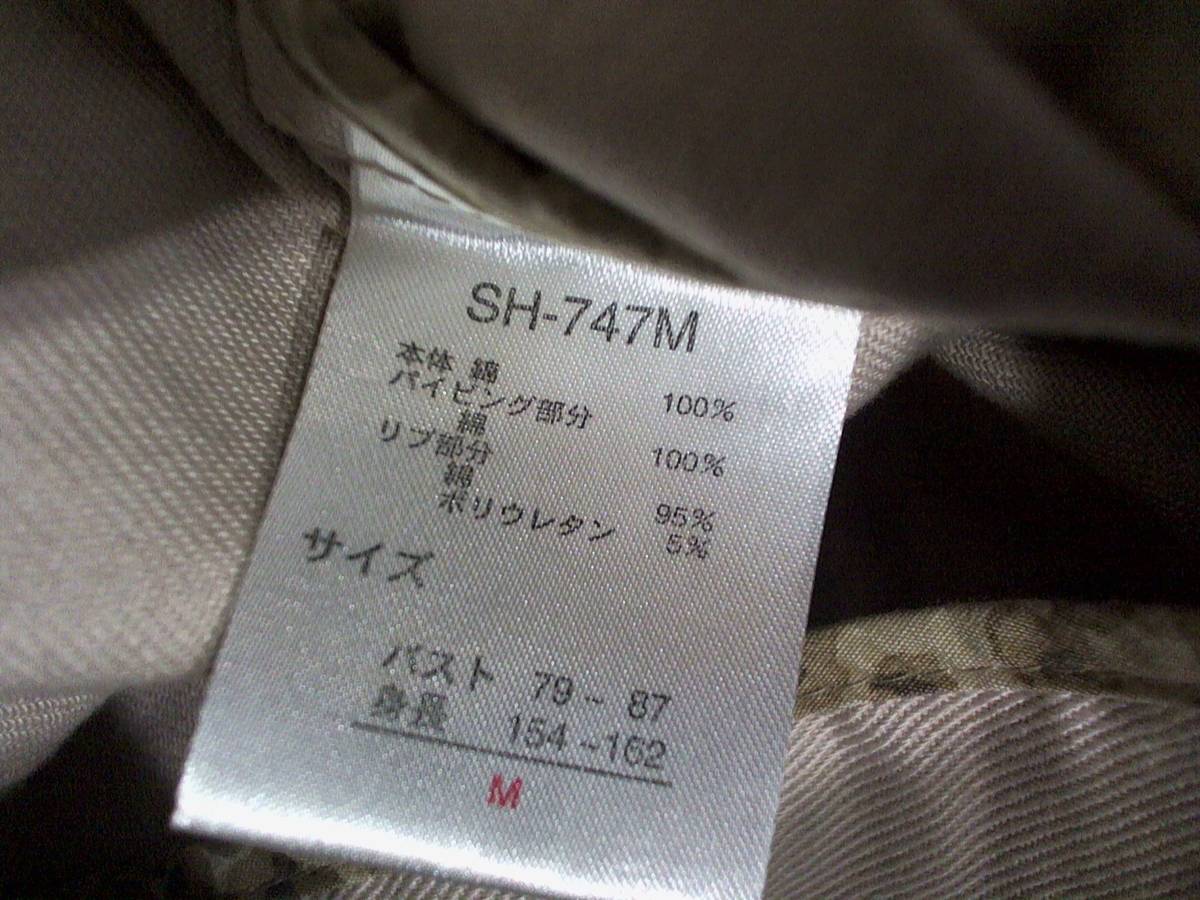 SH-747M
本体 綿 100%
パイピング部分
綿 100%
リブ部分
綿 95%
ポリウレタン 5%
サイズ
バスト 79 - 87
身長 154 -162
M